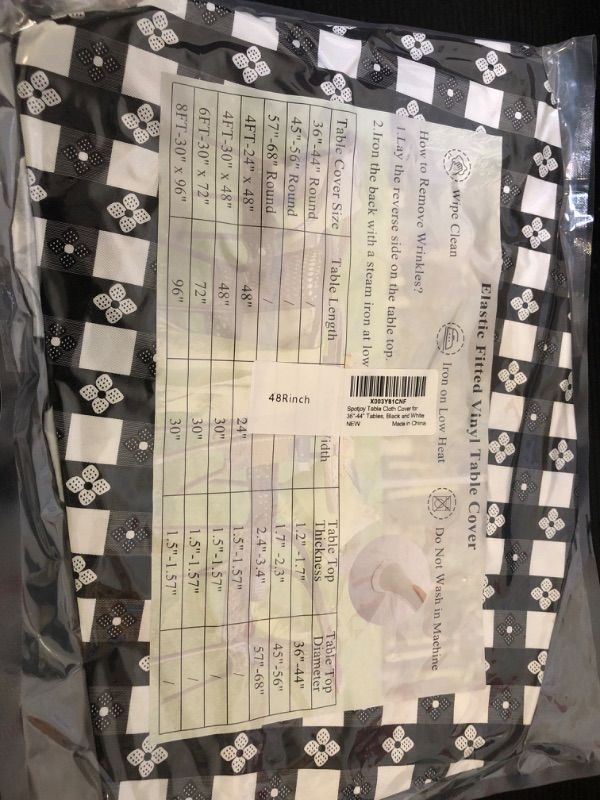 Elastic Fitted Vinyl Table Cover
Wipe Clean Iron on Low Heat Do Not Wash in Machine
How to Remove Wrinkles?
1.Lay the reverse side on the table top.
2.Iron the back with a steam iron at low
Table Cover Size Table Length Table Top Thickness Table Top Diameter
36"-44" Round / 1.2" -1.7" 36"-44"
45"-56" Round / 1.7" -2.3" 45"-56"
57"-68" Round / 2.4"-3.4" 57"-68"
4FT-24" x 48" 48" 24" 1.5"-1.57" /
4FT-30" x 48" 48" 30" 1.5"-1.57" /
6FT-30" x 72" 72" 30" 1.5"-1.57" /
8FT-30" x 96" 96" 30" 1.5"-1.57" /
48Rinch
X003Y81CNF
Spotjoy Table Cloth Cover for
36"-44" Tables, Black and White
NEW Made in China